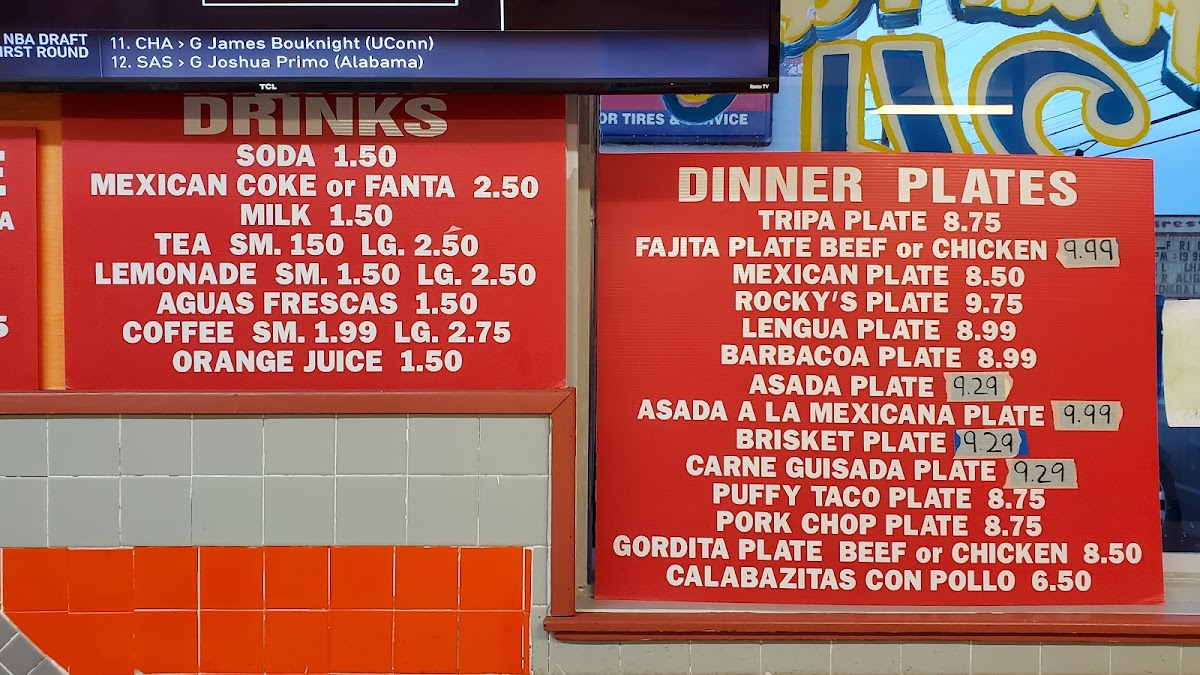 NBA DRAFT
FIRST ROUND
11. CHA > G James Bouknight (UConn)
12. SAS > G Joshua Primo (Alabama)
TCL
Roku TV
DRINKS
SODA 1.50
MEXICAN COKE or FANTA 2.50
MILK 1.50
TEA SM. 150 LG. 2.50
LEMONADE SM. 1.50 LG. 2.50
AGUAS FRESCAS 1.50
COFFEE SM. 1.99 LG. 2.75
ORANGE JUICE 1.50
TIRES & SERVICE
DINNER PLATES
TRIPA PLATE 8.75
FAJITA PLATE BEEF or CHICKEN 9.99
MEXICAN PLATE 8.50
ROCKY'S PLATE 9.75
LENGUA PLATE 8.99
BARBACOA PLATE 8.99
ASADA PLATE 9.29
ASADA A LA MEXICANA PLATE 9.99
BRISKET PLATE 9.29
CARNE GUISADA PLATE 9.29
PUFFY TACO PLATE 8.75
PORK CHOP PLATE 8.75
GORDITA PLATE BEEF or CHICKEN 8.50
CALABAZITAS CON POLLO 6.50